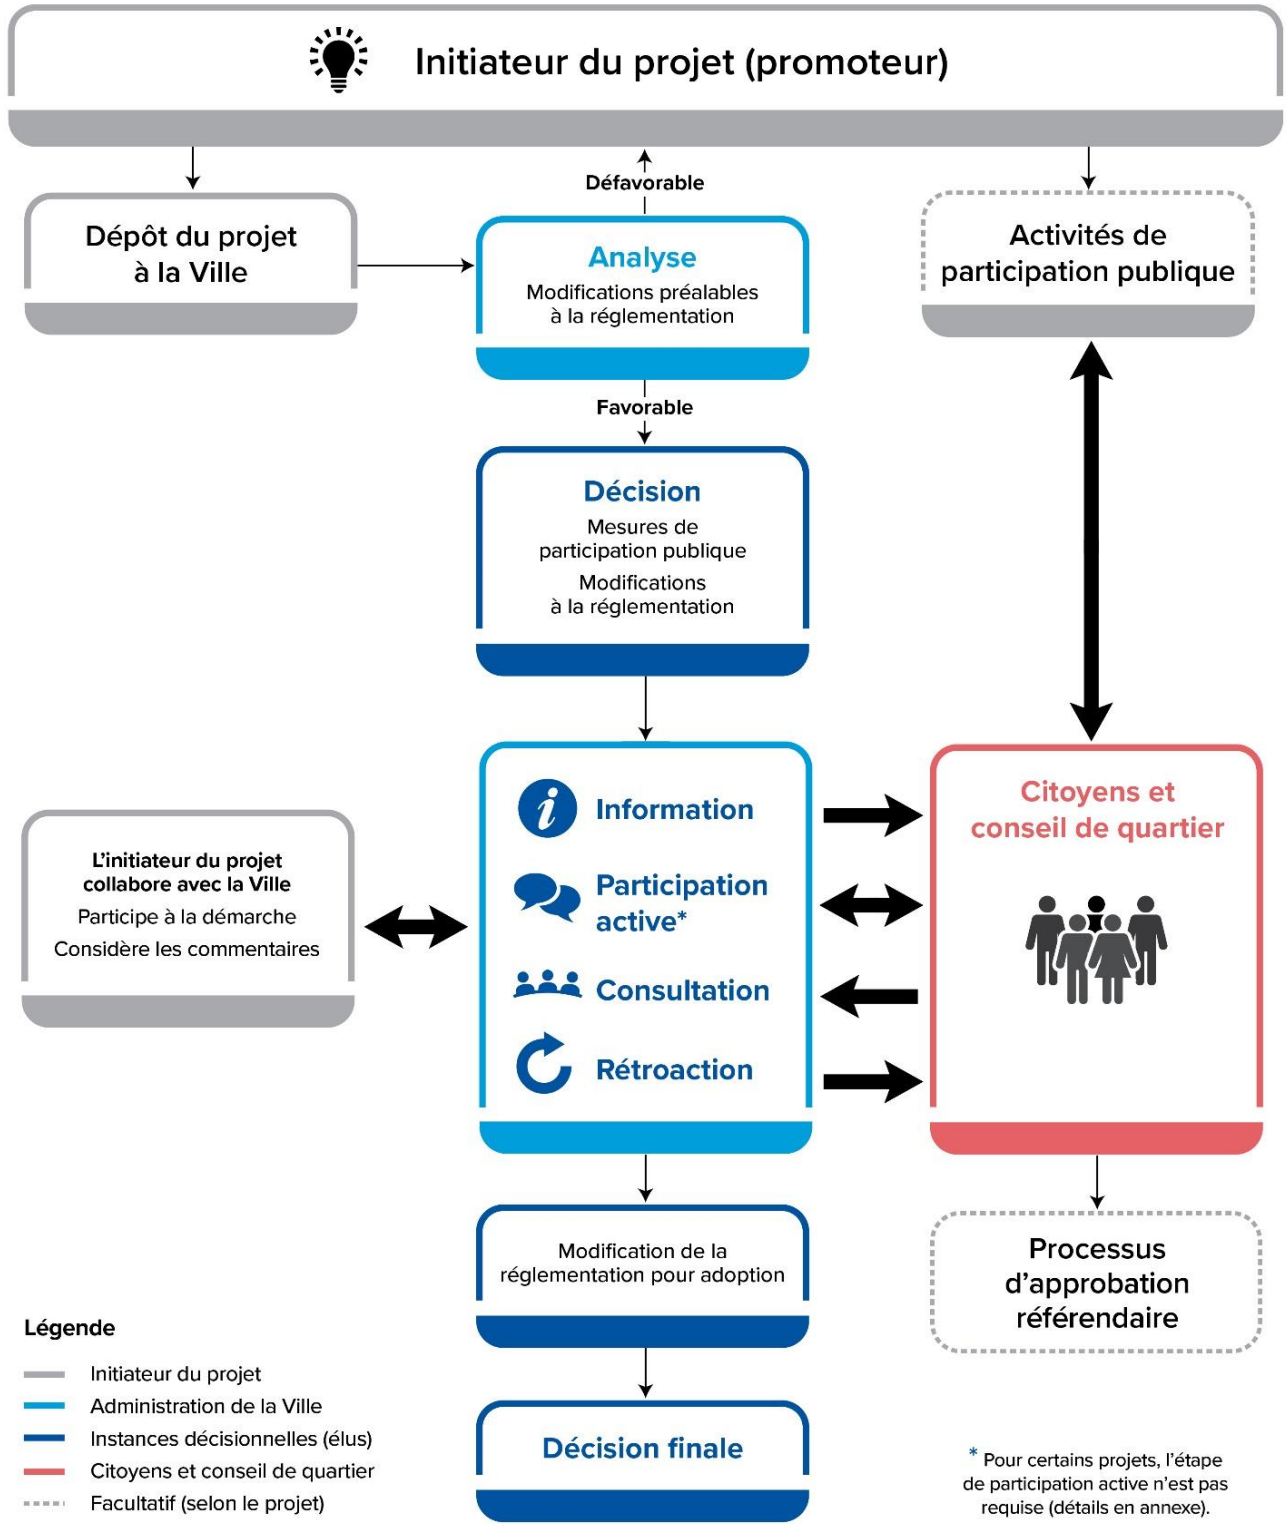 Initiateur du projet (promoteur)
Défavorable
Dépôt du projet
à la Ville
Analyse
Modifications préalables
à la réglementation
Activités de
participation publique
Favorable
Décision
Mesures de
participation publique
Modifications
à la réglementation
L'initiateur du projet
collabore avec la Ville
Participe à la démarche
Considère les commentaires
Information
Participation
active*
Consultation
Rétroaction
Citoyens et
conseil de quartier
Modification de la
réglementation pour adoption
Processus
d'approbation
référendaire
Décision finale
Légende
Initiateur du projet
Administration de la Ville
Instances décisionnelles (élus)
Citoyens et conseil de quartier
Facultatif (selon le projet)
* Pour certains projets, l'étape
de participation active n'est pas
requise (détails en annexe).